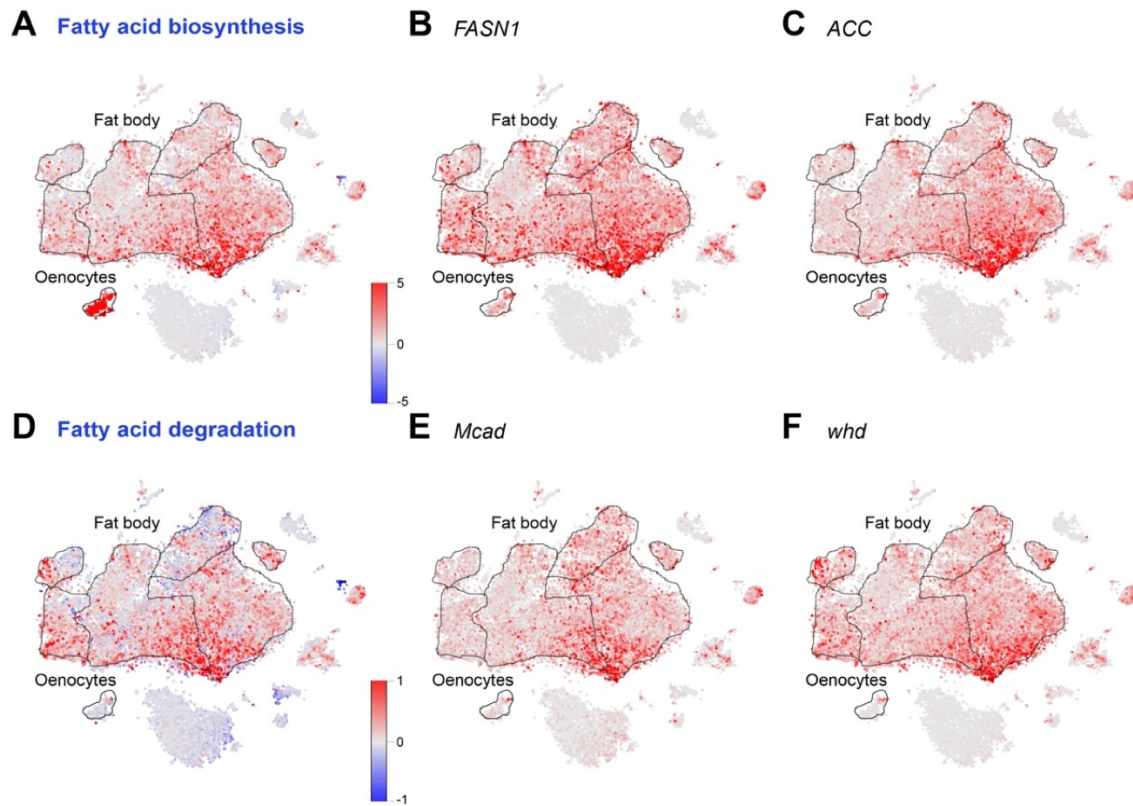 A Fatty acid biosynthesis
Fat body
Oenocytes
5
0
-5
B FASN1
Fat body
Oenocytes
C ACC
Fat body
Oenocytes
D Fatty acid degradation
Fat body
Oenocytes
1
0
-1
E Mcad
Fat body
Oenocytes
F whd
Fat body
Oenocytes